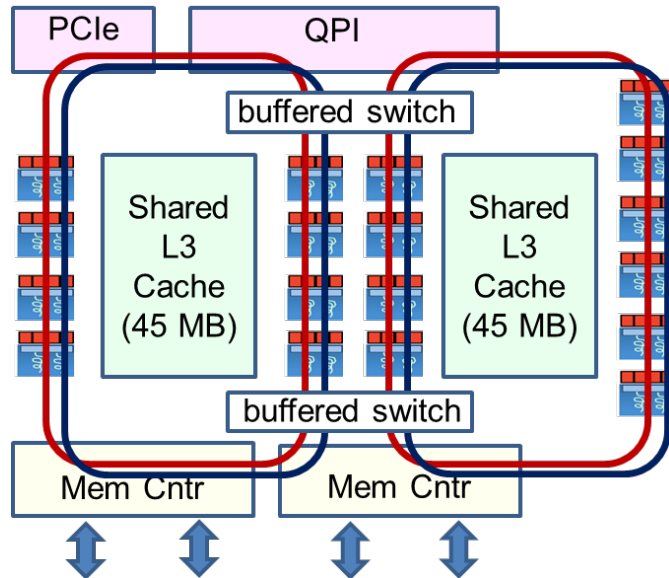 PCIe
QPI
buffered switch
Shared
L3
Cache
(45 MB)
Shared
L3
Cache
(45 MB)
buffered switch
Mem Cntr
Mem Cntr